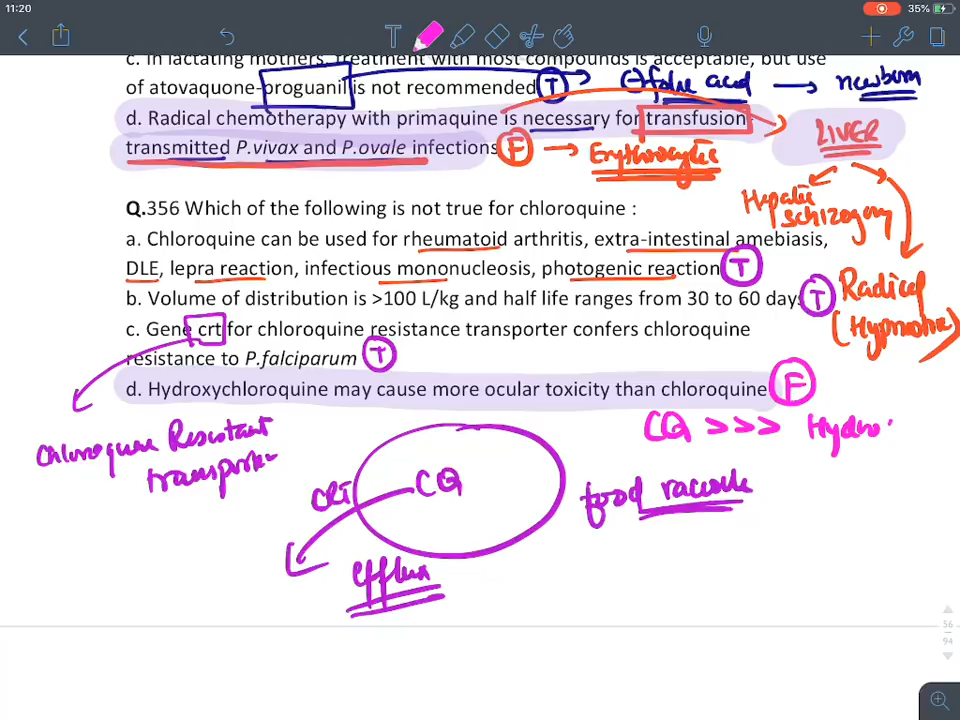 11:20
35%
T
c. In lactating mothers, treatment with most compounds is acceptable, but use
of atovaquone-proguanil is not recommended T (-) folic acid → newborn
d. Radical chemotherapy with primaquine is necessary for transfusion-
transmitted P.vivax and P.ovale infections F → Erythrocytic
LIVER
Hepatic
schizogony
Q.356 Which of the following is not true for chloroquine :
a. Chloroquine can be used for rheumatoid arthritis, extra-intestinal amebiasis,
DLE, lepra reaction, infectious mononucleosis, photogenic reaction T
b. Volume of distribution is >100 L/kg and half life ranges from 30 to 60 days T
Radical
c. Gene crt for chloroquine resistance transporter confers chloroquine
resistance to P.falciparum T
d. Hydroxychloroquine may cause more ocular toxicity than chloroquine F
CQ >>> Hydro
Chloroquine Resistant
transporter
CRT
CQ
food vacuole
efflux
56
94